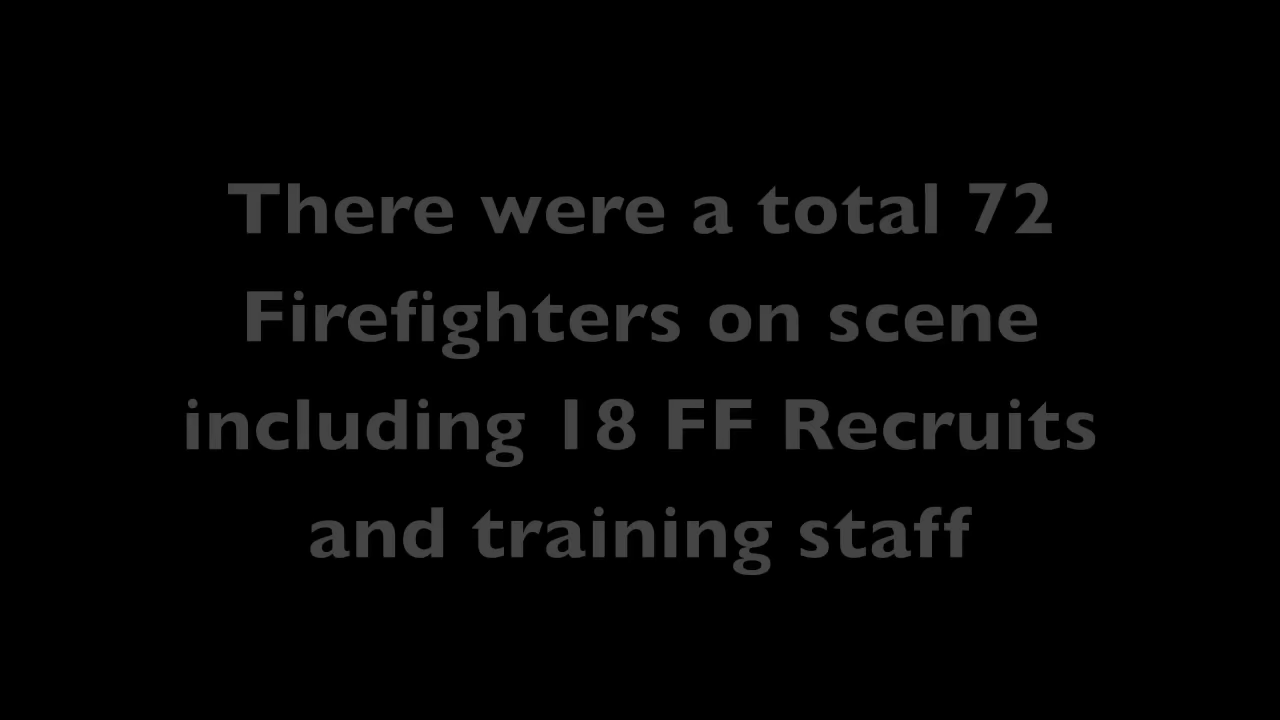 There were a total 72
Firefighters on scene
including 18 FF Recruits
and training staff